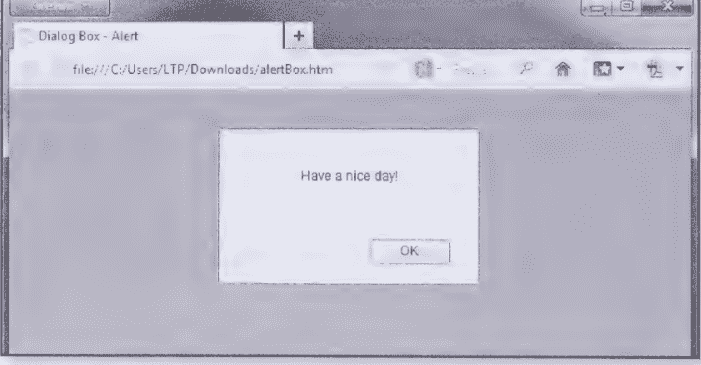 Dialog Box - Alert
+
file:///C:/Users/LTP/Downloads/alertBox.htm
Have a nice day!
OK